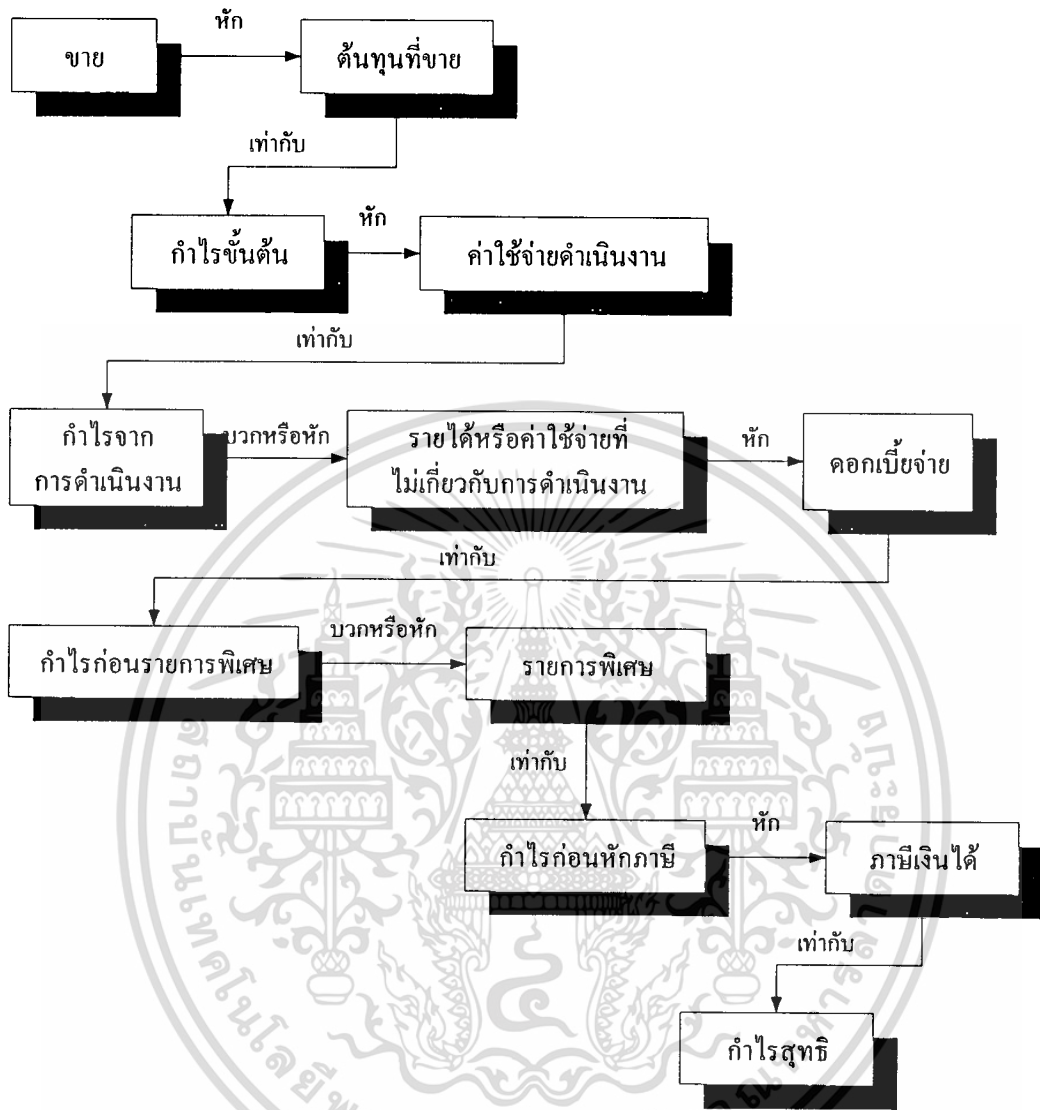 หัก
ขาย
ต้นทุนที่ขาย
เท่ากับ
หัก
กำไรขั้นต้น
ค่าใช้จ่ายดำเนินงาน
เท่ากับ
กำไรจาก
การดำเนินงาน
บวกหรือหัก
รายได้หรือค่าใช้จ่ายที่
ไม่เกี่ยวกับการดำเนินงาน
หัก
ดอกเบี้ยจ่าย
เท่ากับ
บวกหรือหัก
กำไรก่อนรายการพิเศษ
รายการพิเศษ
เท่ากับ
หัก
กำไรก่อนหักภาษี
ภาษีเงินได้
เท่ากับ
กำไรสุทธิ